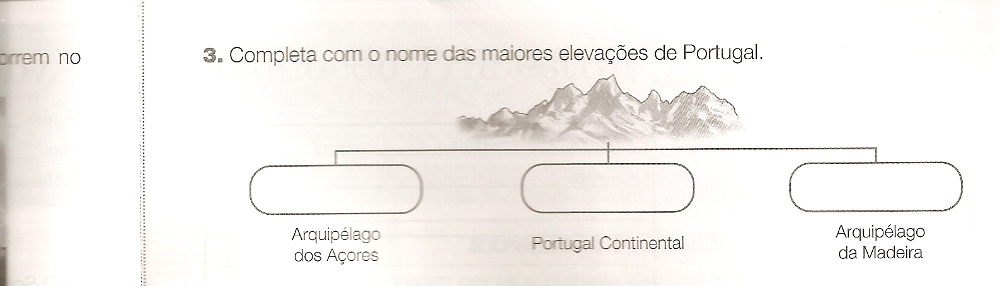 orrem no
3. Completa com o nome das maiores elevações de Portugal.
Arquipélago
dos Açores
Portugal Continental
Arquipélago
da Madeira